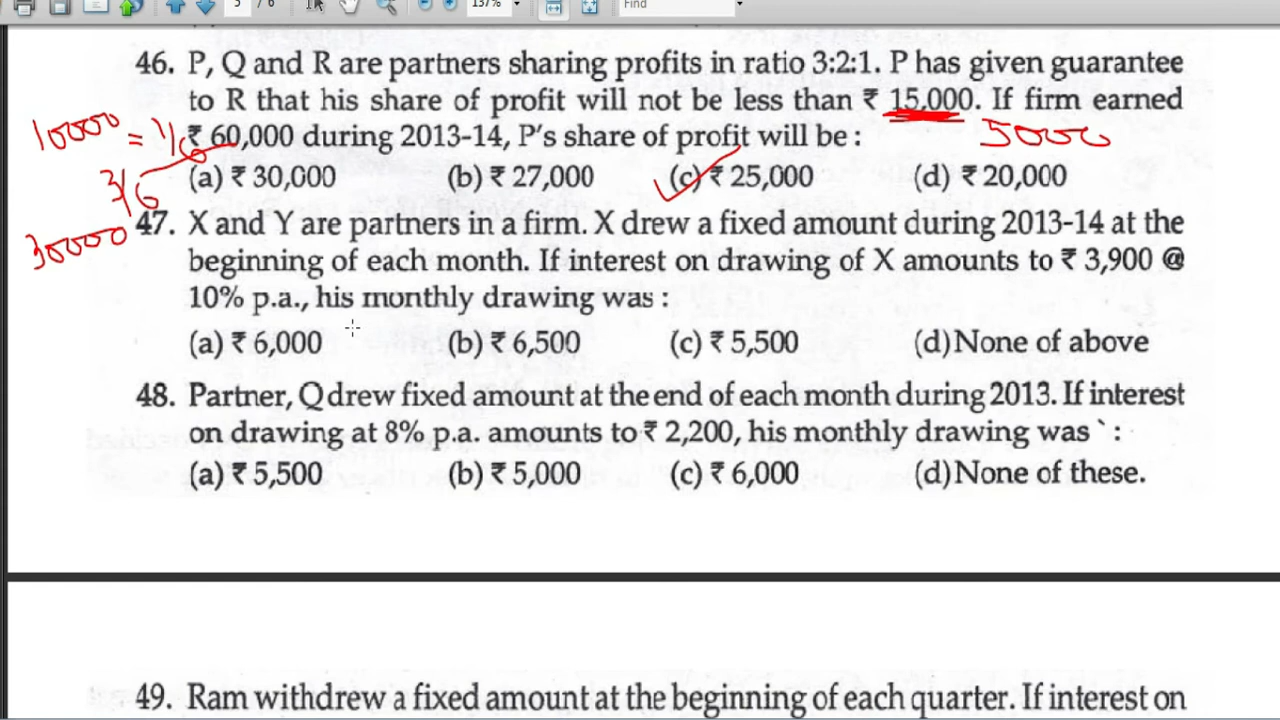 5 / 6 137% Find
46. P, Q and R are partners sharing profits in ratio 3:2:1. P has given guarantee
to R that his share of profit will not be less than ₹ 15,000. If firm earned
10000 = 1/6 ₹ 60,000 during 2013-14, P's share of profit will be : 5000
3/6 (a) ₹ 30,000 (b) ₹ 27,000 (c) ₹ 25,000 (d) ₹ 20,000
30000 47. X and Y are partners in a firm. X drew a fixed amount during 2013-14 at the
beginning of each month. If interest on drawing of X amounts to ₹ 3,900 @
10% p.a., his monthly drawing was :
(a) ₹ 6,000 (b) ₹ 6,500 (c) ₹ 5,500 (d) None of above
48. Partner, Q drew fixed amount at the end of each month during 2013. If interest
on drawing at 8% p.a. amounts to ₹ 2,200, his monthly drawing was ` :
(a) ₹ 5,500 (b) ₹ 5,000 (c) ₹ 6,000 (d) None of these.
49. Ram withdrew a fixed amount at the beginning of each quarter. If interest on